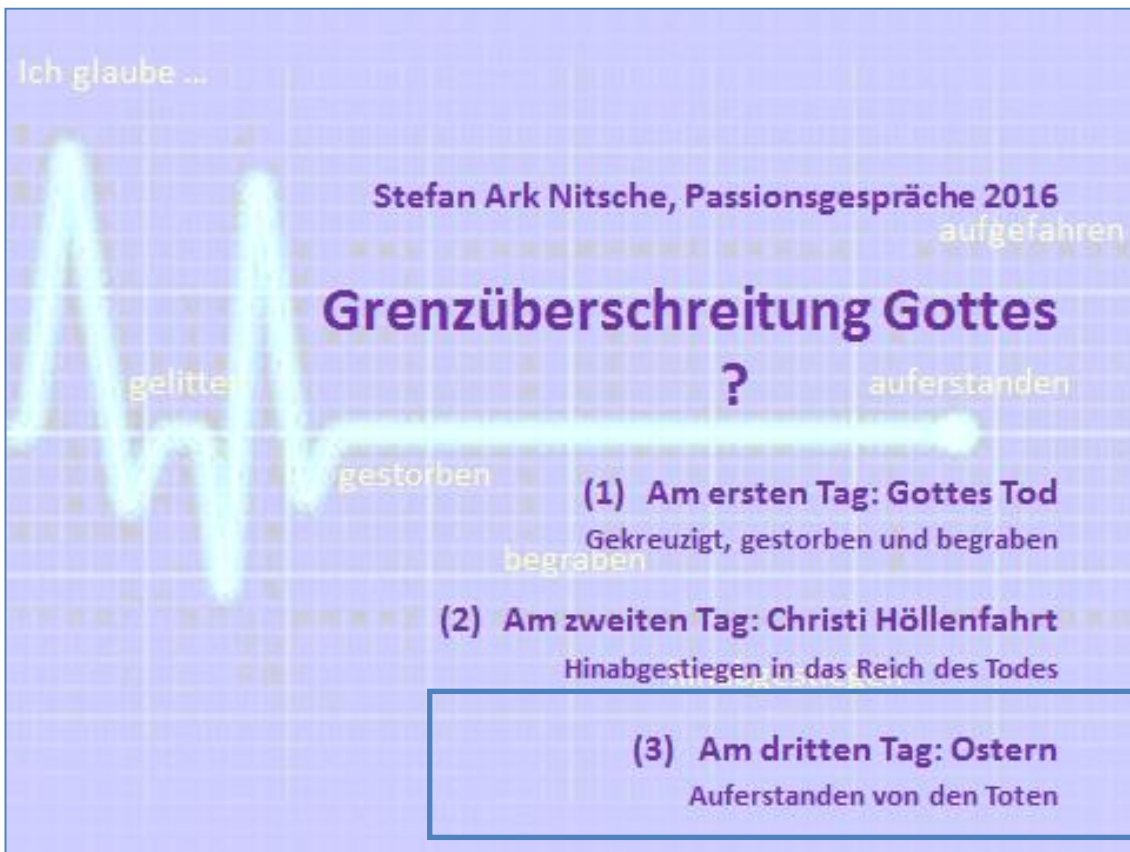 Ich glaube ...
Stefan Ark Nitsche, Passionsgespräche 2016
aufgefahren
Grenzüberschreitung Gottes
?
gelitten
auferstanden
gestorben
(1) Am ersten Tag: Gottes Tod
Gekreuzigt, gestorben und begraben
begraben
(2) Am zweiten Tag: Christi Höllenfahrt
Hinabgestiegen in das Reich des Todes
(3) Am dritten Tag: Ostern
Auferstanden von den Toten